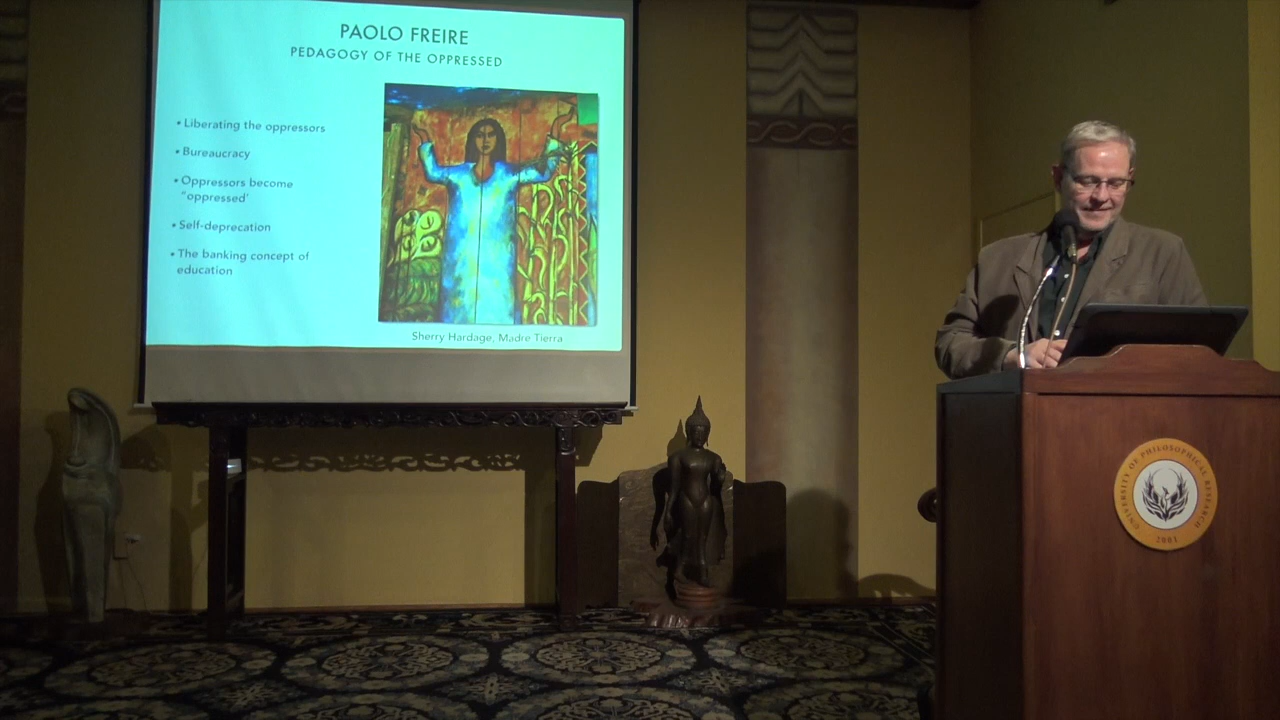 PAOLO FREIRE
PEDAGOGY OF THE OPPRESSED
• Liberating the oppressors
• Bureaucracy
• Oppressors become
"oppressed'
• Self-deprecation
• The banking concept of
education
Sherry Hardage, Madre Tierra
UNIVERSITY OF PHILOSOPHICAL RESEARCH
2001